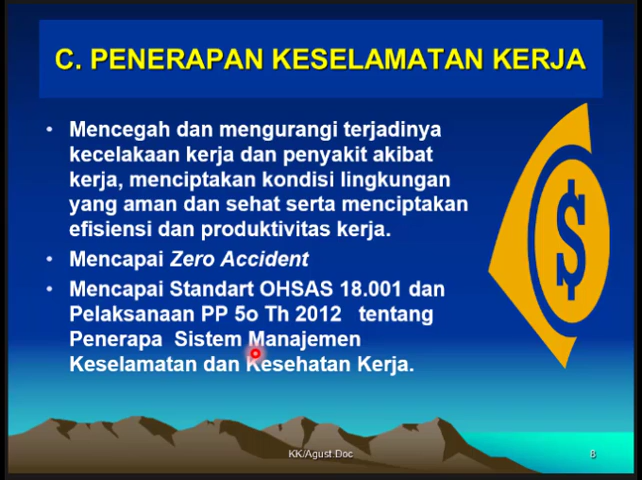 C. PENERAPAN KESELAMATAN KERJA
• Mencegah dan mengurangi terjadinya
kecelakaan kerja dan penyakit akibat
kerja, menciptakan kondisi lingkungan
yang aman dan sehat serta menciptakan
efisiensi dan produktivitas kerja.
• Mencapai Zero Accident
• Mencapai Standart OHSAS 18.001 dan
Pelaksanaan PP 5o Th 2012 tentang
Penerapa Sistem Manajemen
Keselamatan dan Kesehatan Kerja.
$
KK/Agust.Doc
8